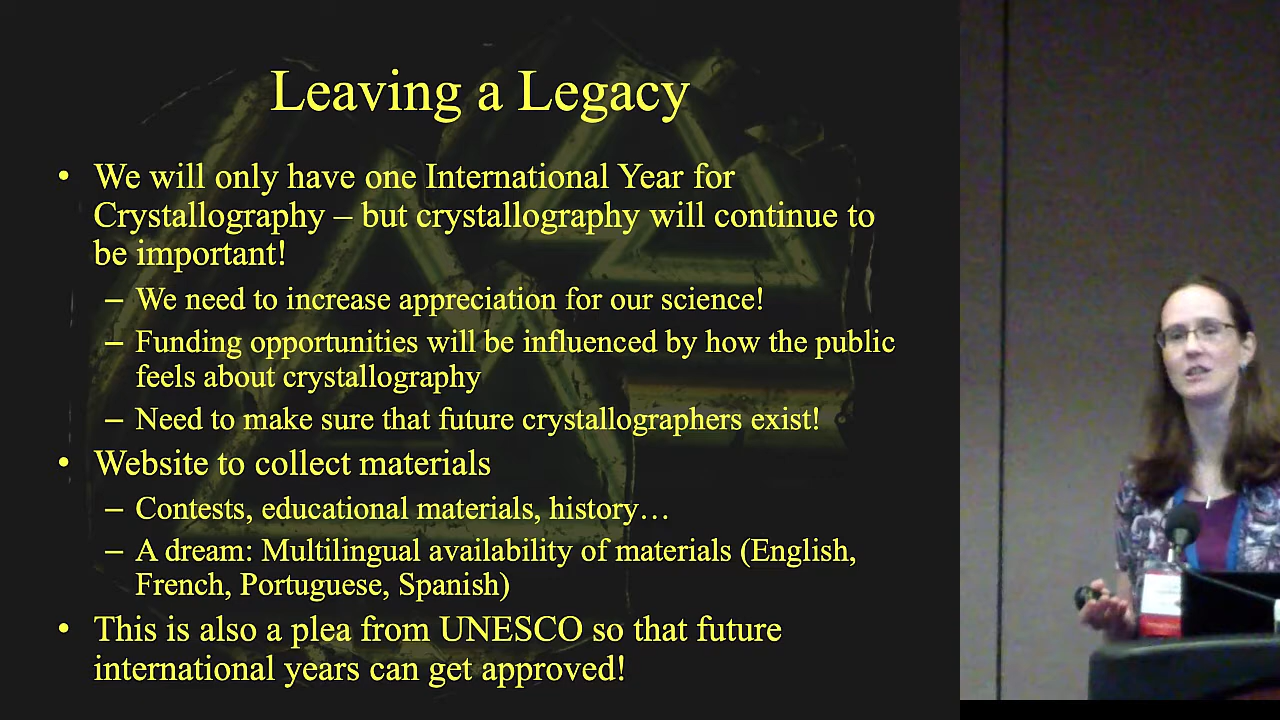 Leaving a Legacy
• We will only have one International Year for
Crystallography – but crystallography will continue to
be important!
– We need to increase appreciation for our science!
– Funding opportunities will be influenced by how the public
feels about crystallography
– Need to make sure that future crystallographers exist!
• Website to collect materials
– Contests, educational materials, history…
– A dream: Multilingual availability of materials (English,
French, Portuguese, Spanish)
• This is also a plea from UNESCO so that future
international years can get approved!